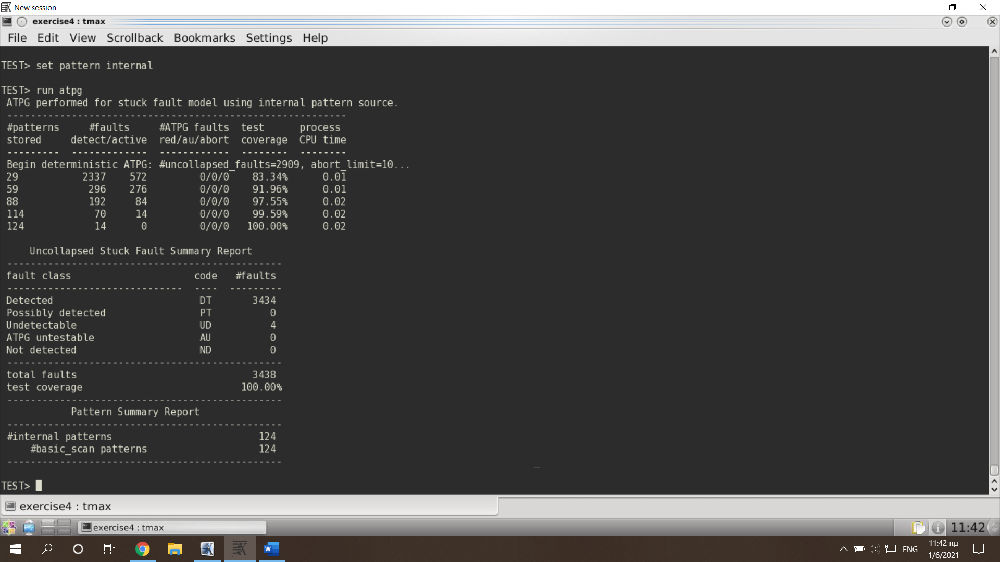 New session
exercise4 : tmax
File Edit View Scrollback Bookmarks Settings Help
TEST> set pattern internal
TEST> run atpg
ATPG performed for stuck fault model using internal pattern source.
----------------------------------------------------------
#patterns #faults #ATPG faults test process
stored detect/active red/au/abort coverage CPU time
--------- ------------- ------------ -------- --------
Begin deterministic ATPG: #uncollapsed_faults=2909, abort_limit=10...
29 2337 572 0/0/0 83.34% 0.01
59 296 276 0/0/0 91.96% 0.01
88 192 84 0/0/0 97.55% 0.02
114 70 14 0/0/0 99.59% 0.02
124 14 0 0/0/0 100.00% 0.02
Uncollapsed Stuck Fault Summary Report
-----------------------------------------------
fault class code #faults
------------------------------ ---- ---------
Detected DT 3434
Possibly detected PT 0
Undetectable UD 4
ATPG untestable AU 0
Not detected ND 0
-----------------------------------------------
total faults 3438
test coverage 100.00%
-----------------------------------------------
Pattern Summary Report
-----------------------------------------------
#internal patterns 124
#basic_scan patterns 124
-----------------------------------------------
TEST>
exercise4 : tmax
exercise4 : tmax
11:42
ENG
11:42 πμ
1/6/2021